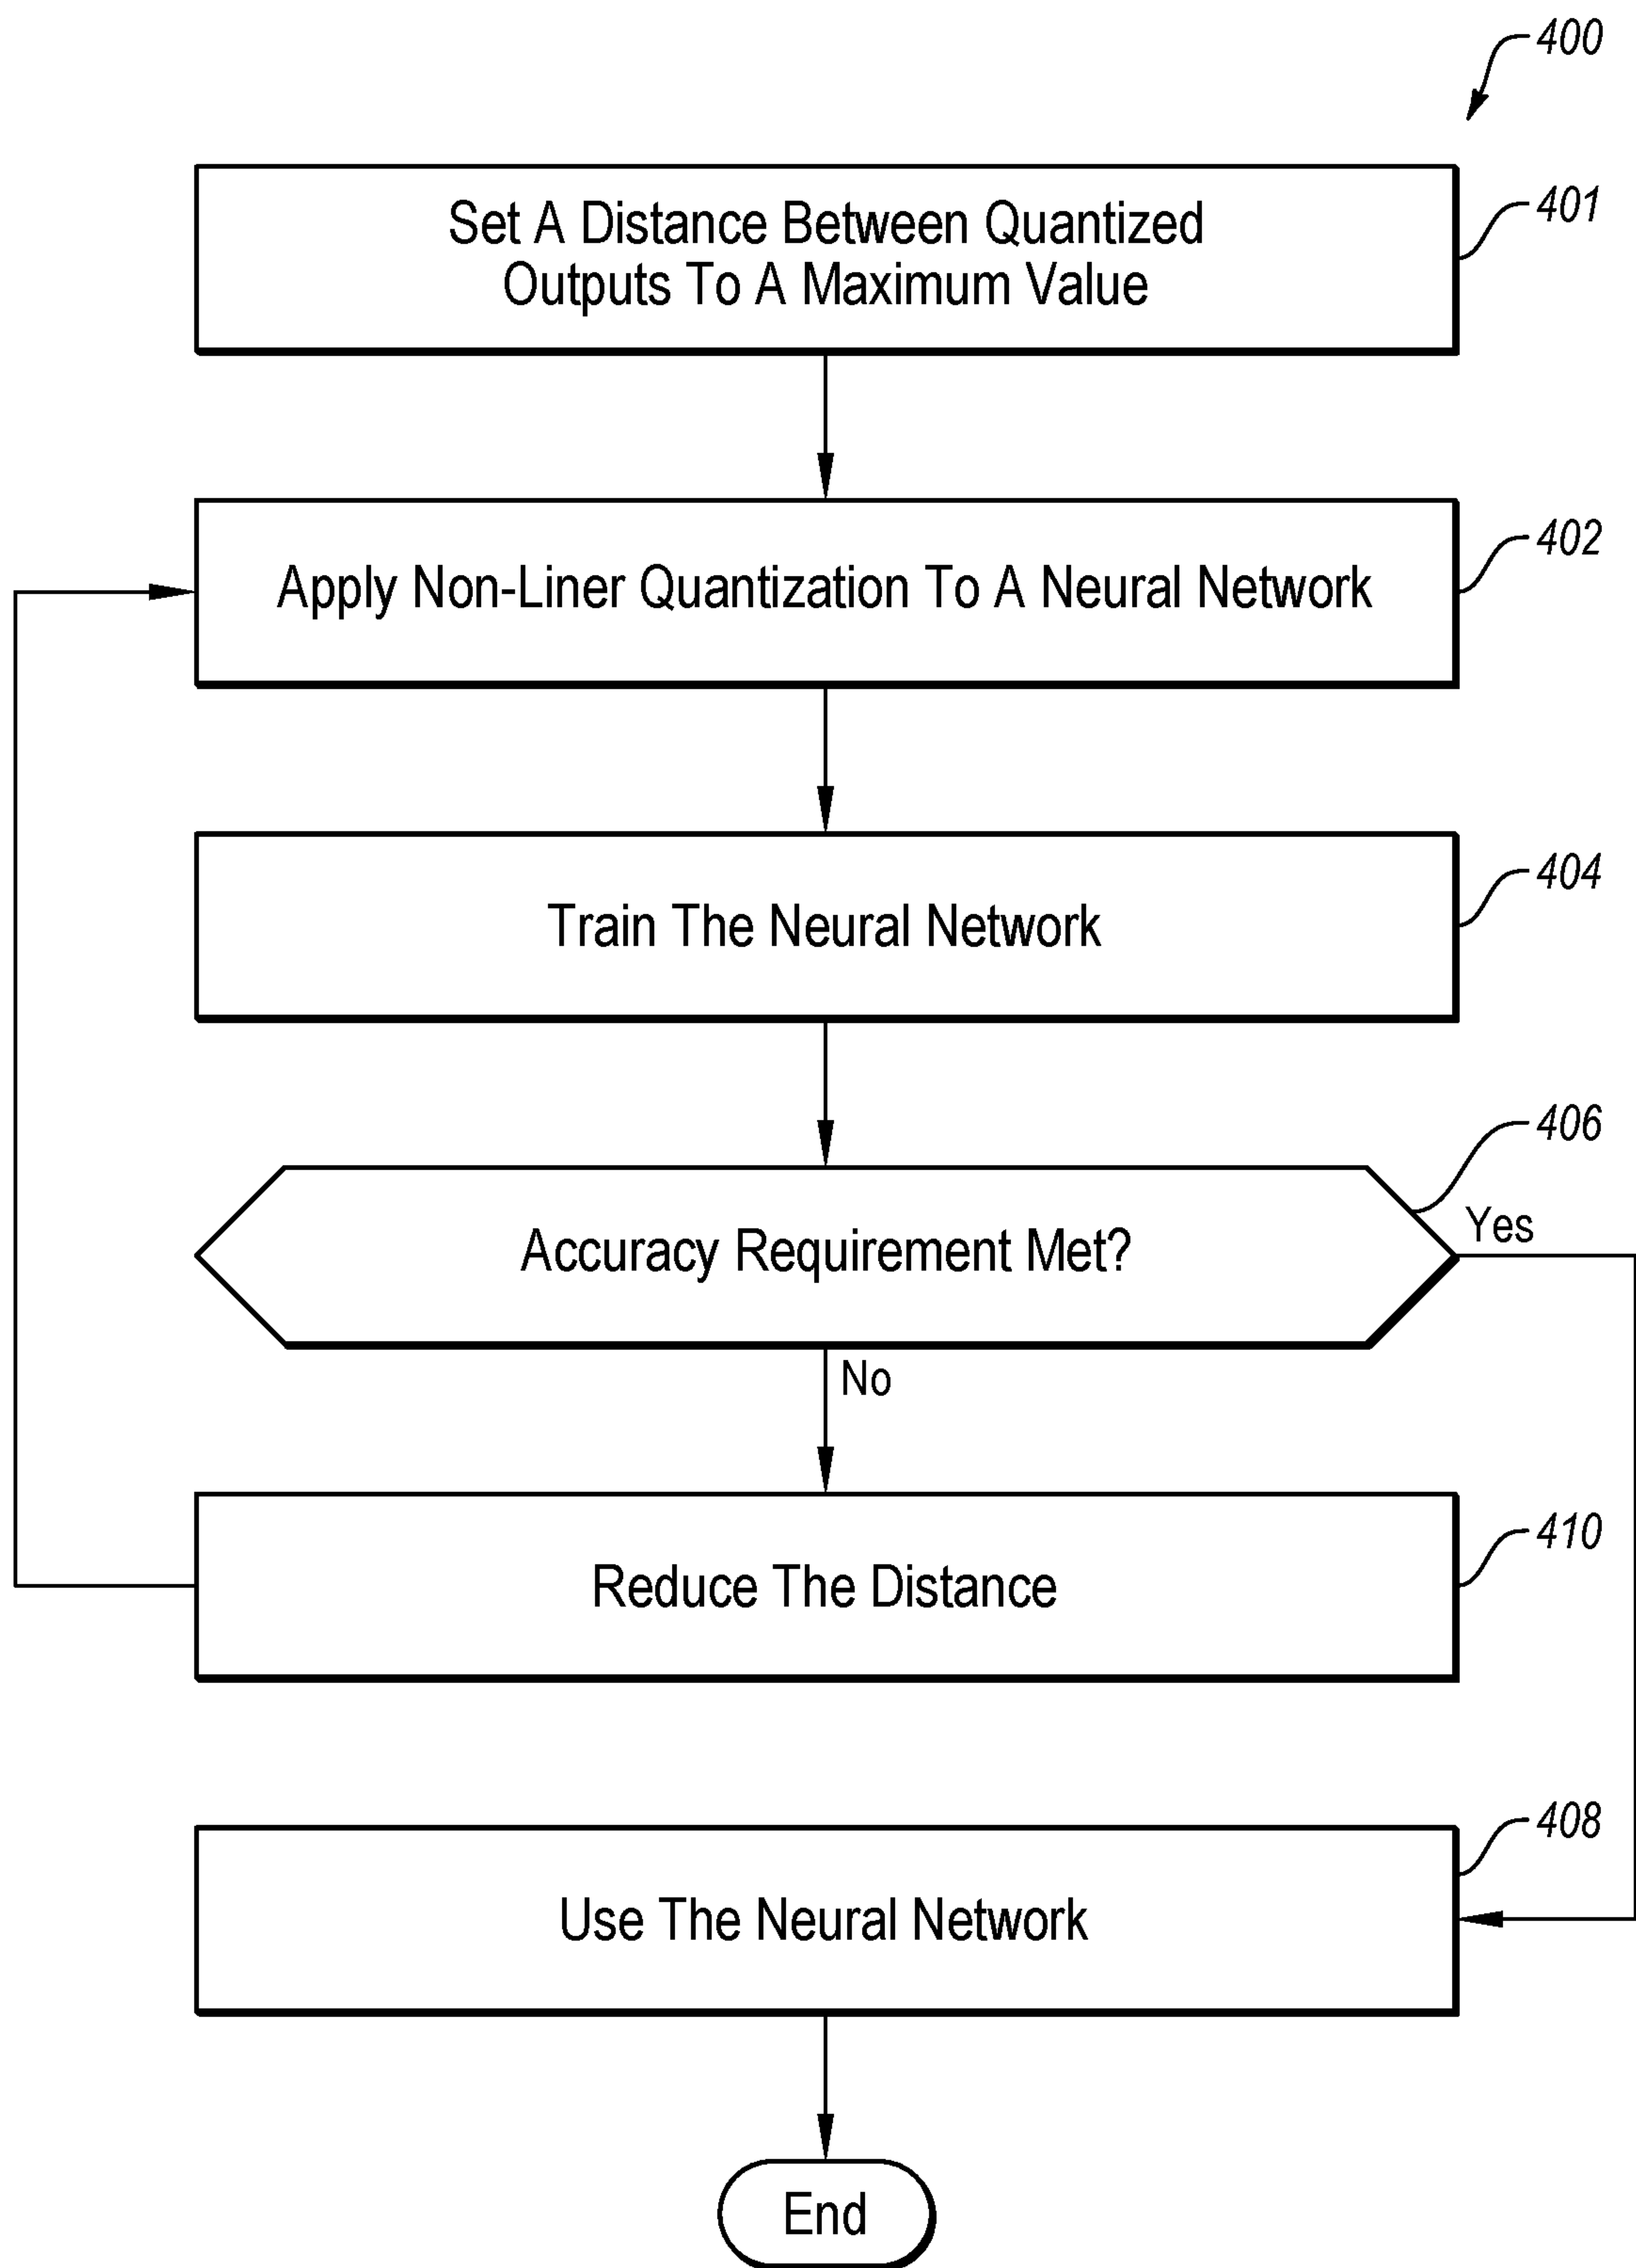 400
Set A Distance Between Quantized
Outputs To A Maximum Value
401
Apply Non-Liner Quantization To A Neural Network
402
Train The Neural Network
404
Accuracy Requirement Met?
406
Yes
No
Reduce The Distance
410
Use The Neural Network
408
End